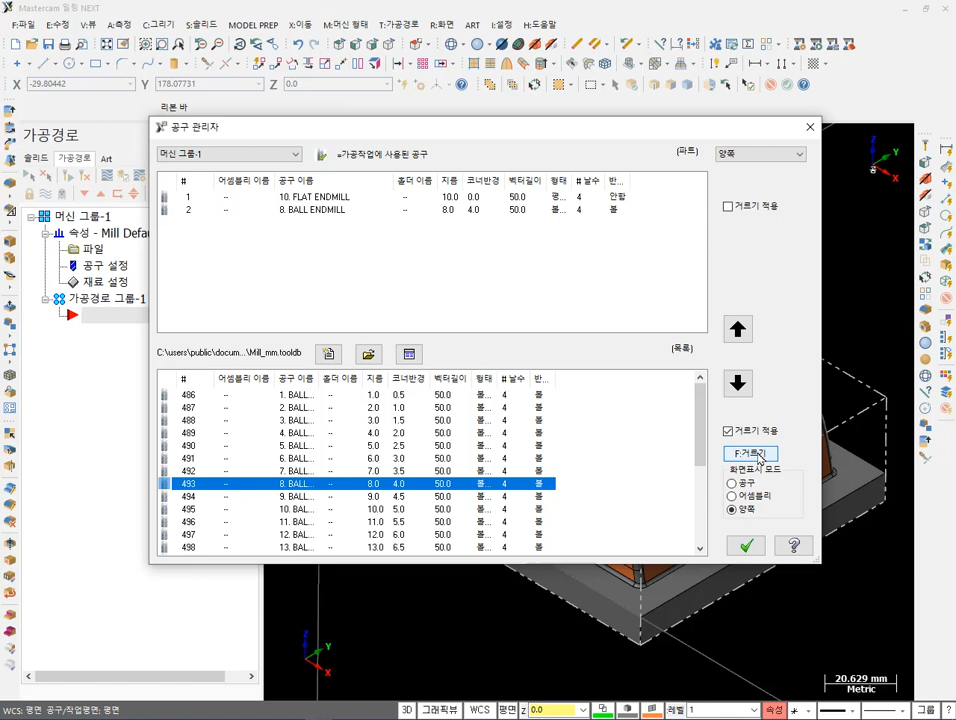 Mastercam 밀링 NEXT
F:파일 E:수정 V:뷰 A:측정 C:그리기 S:솔리드 MODEL PREP X:이동 M:머신 형태 T:가공경로 R:화면 ART I:설정 H:도움말
X -29.80442 Y 178.07731 Z 0.0
리본 바
가공경로
솔리드 가공경로 Art
머신 그룹-1
속성 - Mill Defa
파일
공구 설정
재료 설정
가공경로 그룹-1
공구 관리자
머신 그룹-1 =가공작업에 사용된 공구 (파트) 양쪽
# 어셈블리 이름 공구 이름 홀더 이름 지름 코너반경 벡터길이 형태 # 날수 반...
1 -- 10. FLAT ENDMILL -- 10.0 0.0 50.0 평... 4 안함
2 -- 8. BALL ENDMILL -- 8.0 4.0 50.0 볼... 4 볼
거르기 적용
C:\users\public\docum...\Mill_mm.tooldb (목록)
# 어셈블리 이름 공구 이름 홀더 이름 지름 코너반경 벡터길이 형태 # 날수 반...
486 -- 1. BALL... -- 1.0 0.5 50.0 볼... 4 볼
487 -- 2. BALL... -- 2.0 1.0 50.0 볼... 4 볼
488 -- 3. BALL... -- 3.0 1.5 50.0 볼... 4 볼
489 -- 4. BALL... -- 4.0 2.0 50.0 볼... 4 볼
490 -- 5. BALL... -- 5.0 2.5 50.0 볼... 4 볼
491 -- 6. BALL... -- 6.0 3.0 50.0 볼... 4 볼
492 -- 7. BALL... -- 7.0 3.5 50.0 볼... 4 볼
493 -- 8. BALL... -- 8.0 4.0 50.0 볼... 4 볼
494 -- 9. BALL... -- 9.0 4.5 50.0 볼... 4 볼
495 -- 10. BAL... -- 10.0 5.0 50.0 볼... 4 볼
496 -- 11. BAL... -- 11.0 5.5 50.0 볼... 4 볼
497 -- 12. BAL... -- 12.0 6.0 50.0 볼... 4 볼
498 -- 13. BAL... -- 13.0 6.5 50.0 볼... 4 볼
거르기 적용
F:거르기
화면표시 모드
공구
어셈블리
양쪽
Z
Y
X
Z
Y
X
20.629 mm
Metric
WCS: 평면 공구/작업평면: 평면 3D 그래픽뷰 WCS 평면 Z 0.0 레벨 1 속성 그룹 ?